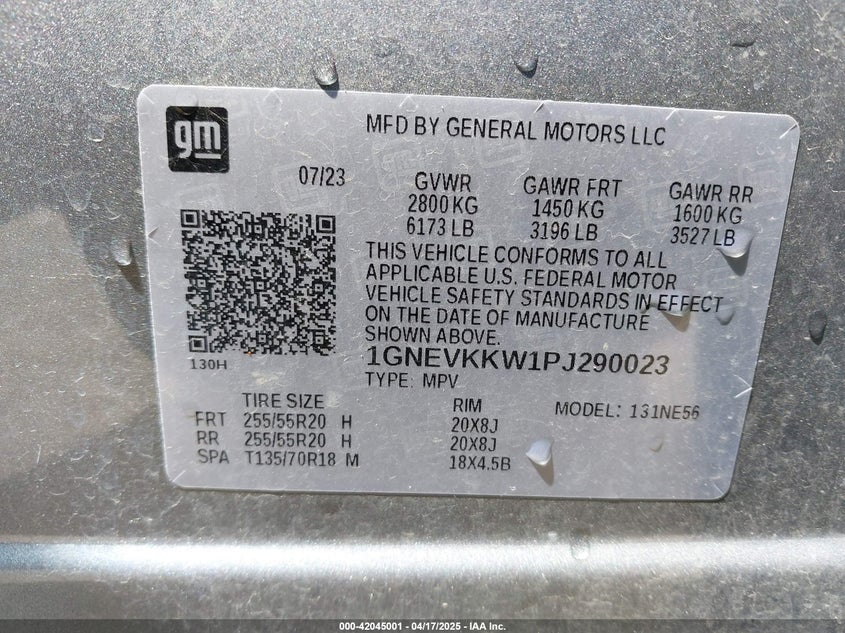 gm
MFD BY GENERAL MOTORS LLC
07/23
GVWR GAWR FRT GAWR RR
2800 KG 1450 KG 1600 KG
6173 LB 3196 LB 3527 LB
THIS VEHICLE CONFORMS TO ALL
APPLICABLE U.S. FEDERAL MOTOR
VEHICLE SAFETY STANDARDS IN EFFECT
ON THE DATE OF MANUFACTURE
SHOWN ABOVE.
130H
1GNEVKKW1PJ290023
TYPE: MPV
TIRE SIZE RIM MODEL: 131NE56
FRT 255/55R20 H 20X8J
RR 255/55R20 H 20X8J
SPA T135/70R18 M 18X4.5B
000-42045001 - 04/17/2025 - IAA Inc.